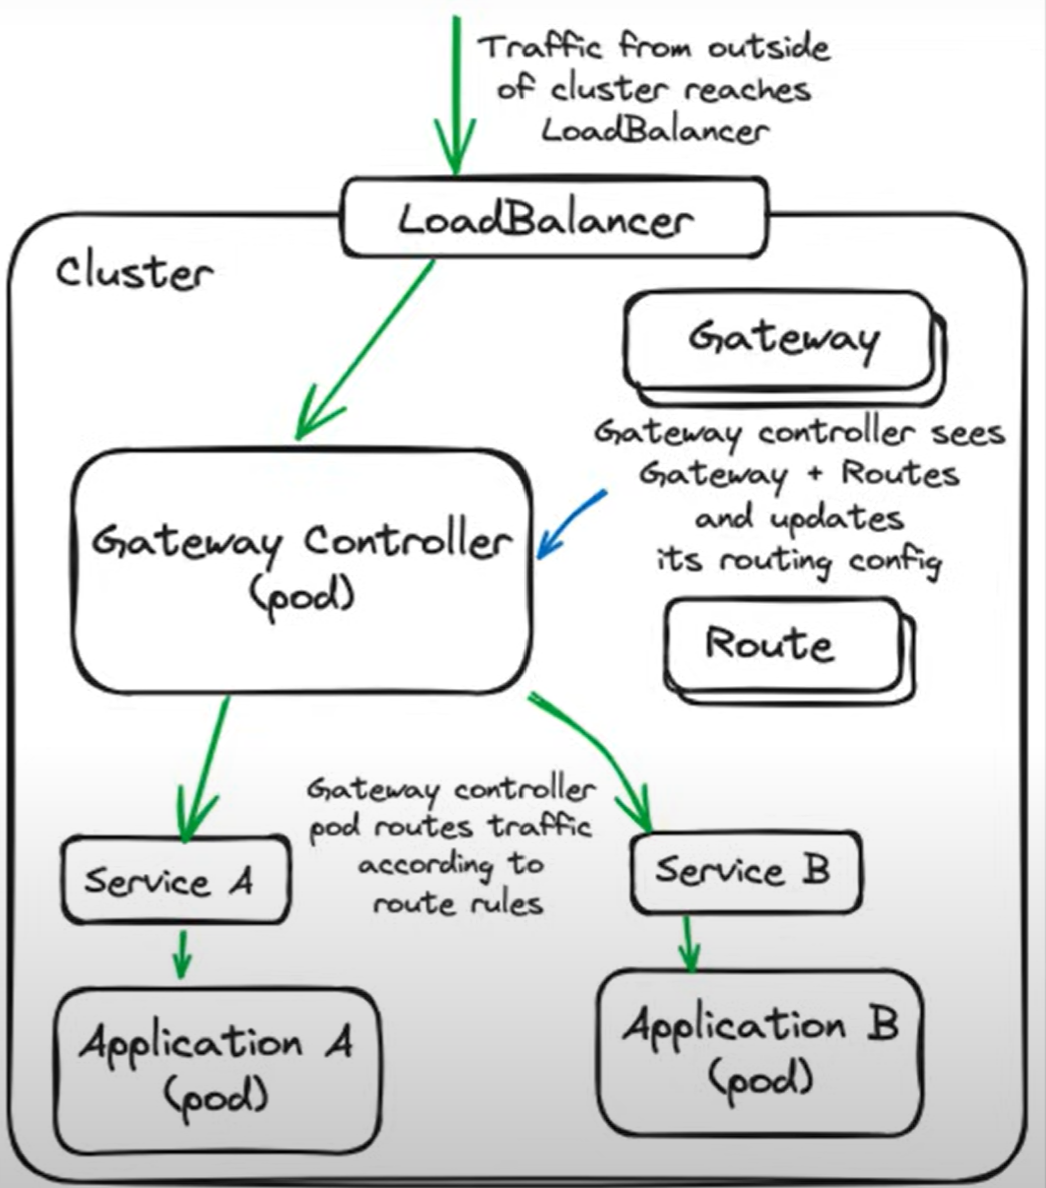 Traffic from outside
of cluster reaches
LoadBalancer
LoadBalancer
Cluster
Gateway
Gateway controller sees
Gateway + Routes
and updates
its routing config
Gateway Controller
(pod)
Route
Gateway controller
pod routes traffic
according to
route rules
Service A
Service B
Application A
(pod)
Application B
(pod)